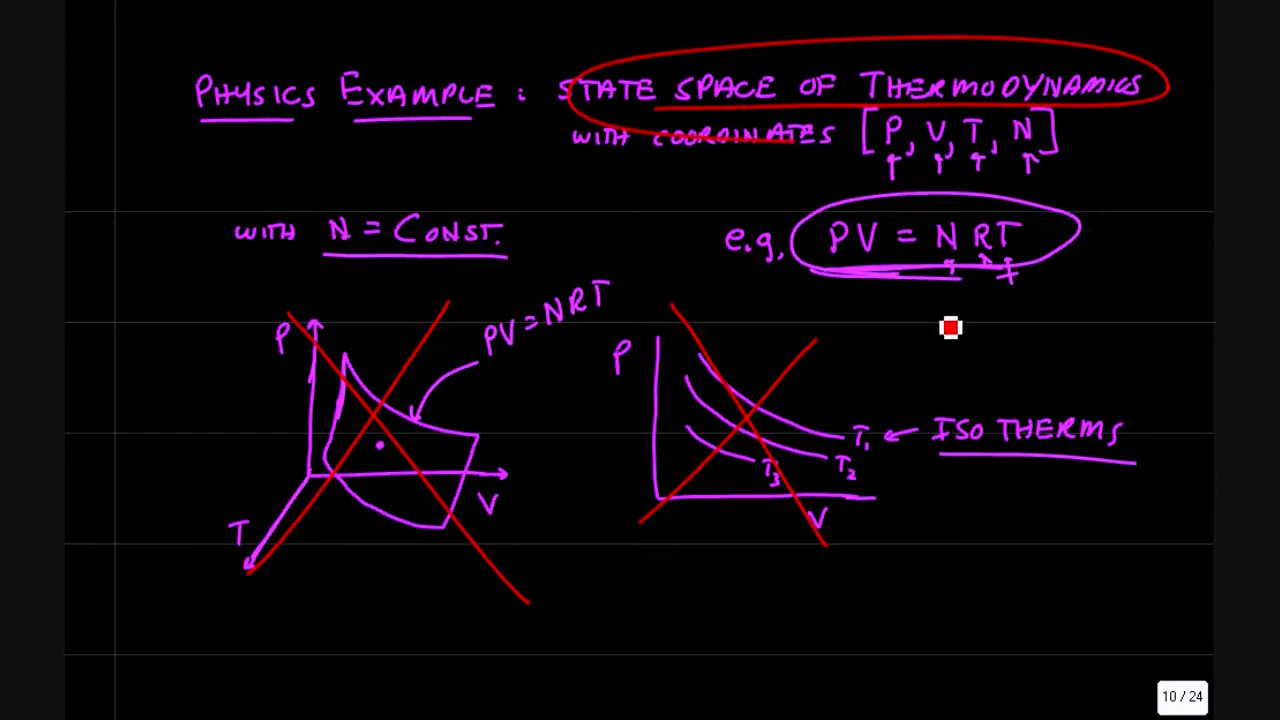 PHYSICS EXAMPLE : STATE SPACE OF THERMODYNAMICS
WITH COORDINATES [P, V, T, N]
WITH N = CONST.
e.g, PV = NRT
P
PV = NRT
V
T
P
T1
T2
T3
V
ISOTHERMS
10 / 24